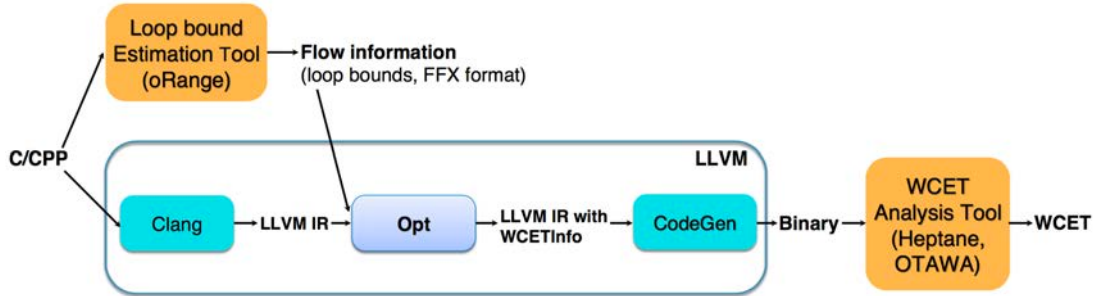 Loop bound
Estimation Tool
(oRange)
Flow information
(loop bounds, FFX format)
C/CPP
LLVM
Clang
LLVM IR
Opt
LLVM IR with
WCETInfo
CodeGen
Binary
WCET
Analysis Tool
(Heptane,
OTAWA)
WCET